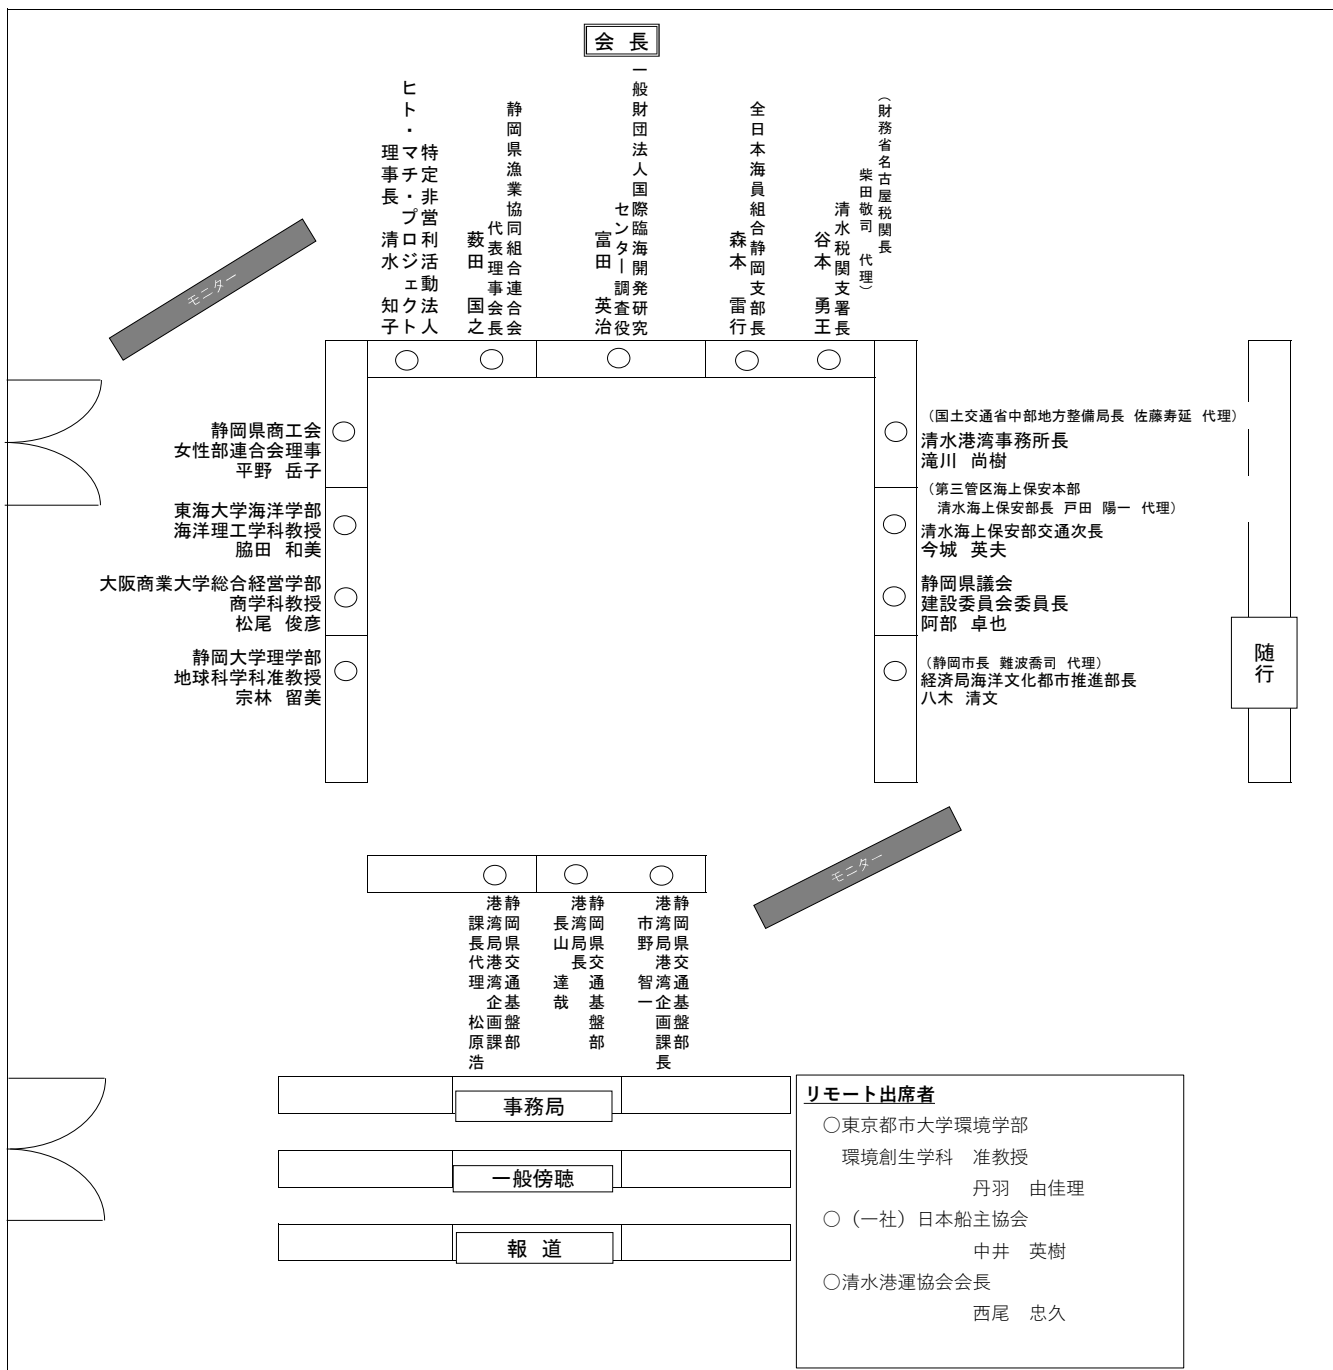 会 長
一般財団法人国際臨海開発研究
センター調査役
富田 英治
特定非営利活動法人
ヒト・マチ・プロジェクト
理事長 清水 知子
静岡県漁業協同組合連合会
代表理事会長
薮田 国之
全日本海員組合静岡支部長
森本 雷行
(財務省名古屋税関長
柴田敬司 代理)
清水税関支署長
谷本 勇王
モニター
静岡県商工会
女性部連合会理事
平野 岳子
東海大学海洋学部
海洋理工学科教授
脇田 和美
大阪商業大学総合経営学部
商学科教授
松尾 俊彦
静岡大学理学部
地球科学科准教授
宗林 留美
(国土交通省中部地方整備局長 佐藤寿延 代理)
清水港湾事務所長
滝川 尚樹
(第三管区海上保安本部
清水海上保安部長 戸田 陽一 代理)
清水海上保安部交通次長
今城 英夫
静岡県議会
建設委員会委員長
阿部 卓也
(静岡市長 難波喬司 代理)
経済局海洋文化都市推進部長
八木 清文
随行
モニター
静岡県交通基盤部
港湾局港湾企画課
課長代理 松原浩
静岡県交通基盤部
港湾局長
長山 達哉
静岡県交通基盤部
港湾局港湾企画課長
市野 智一
事務局
一般傍聴
報 道
リモート出席者
○東京都市大学環境学部
環境創生学科 准教授
丹羽 由佳理
○(一社)日本船主協会
中井 英樹
○清水港運協会会長
西尾 忠久